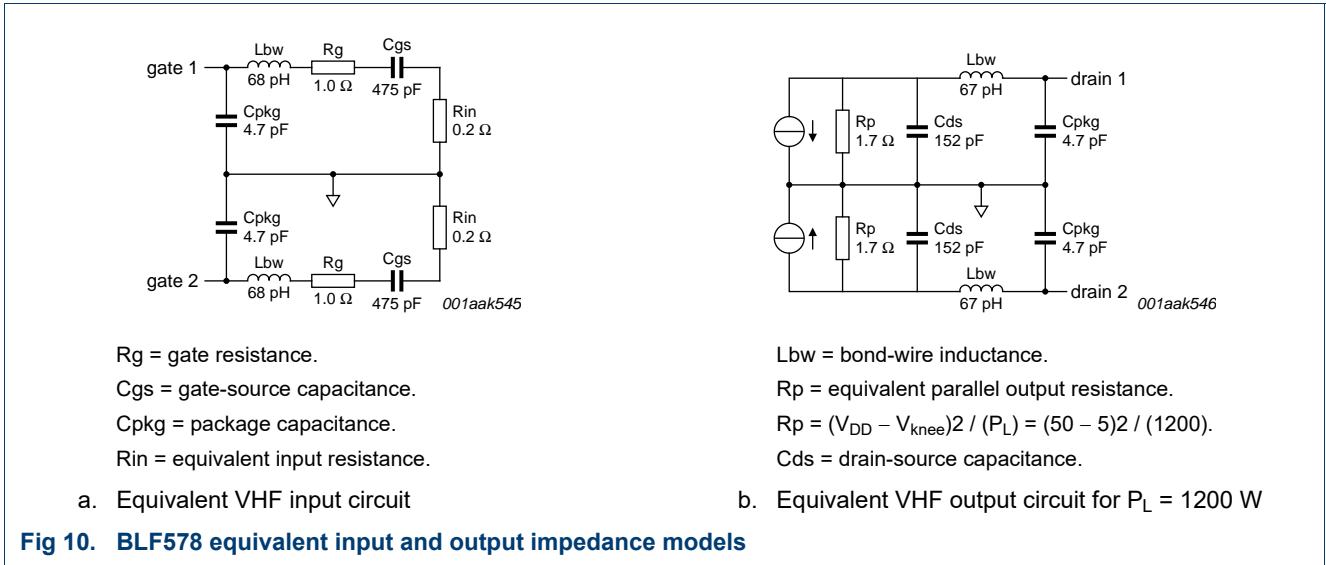 Lbw
Rg
Cgs
gate 1
68 pH
1.0 Ω
475 pF
Cpkg
4.7 pF
Rin
0.2 Ω
Cpkg
4.7 pF
Rin
0.2 Ω
Lbw
Rg
Cgs
gate 2
68 pH
1.0 Ω
475 pF
001aak545
Rg = gate resistance.
Cgs = gate-source capacitance.
Cpkg = package capacitance.
Rin = equivalent input resistance.
a. Equivalent VHF input circuit
Lbw
67 pH
drain 1
Rp
1.7 Ω
Cds
152 pF
Cpkg
4.7 pF
Rp
1.7 Ω
Cds
152 pF
Cpkg
4.7 pF
Lbw
67 pH
drain 2
001aak546
Lbw = bond-wire inductance.
Rp = equivalent parallel output resistance.
Rp = (VDD − Vknee)2 / (PL) = (50 − 5)2 / (1200).
Cds = drain-source capacitance.
b. Equivalent VHF output circuit for PL = 1200 W
Fig 10. BLF578 equivalent input and output impedance models